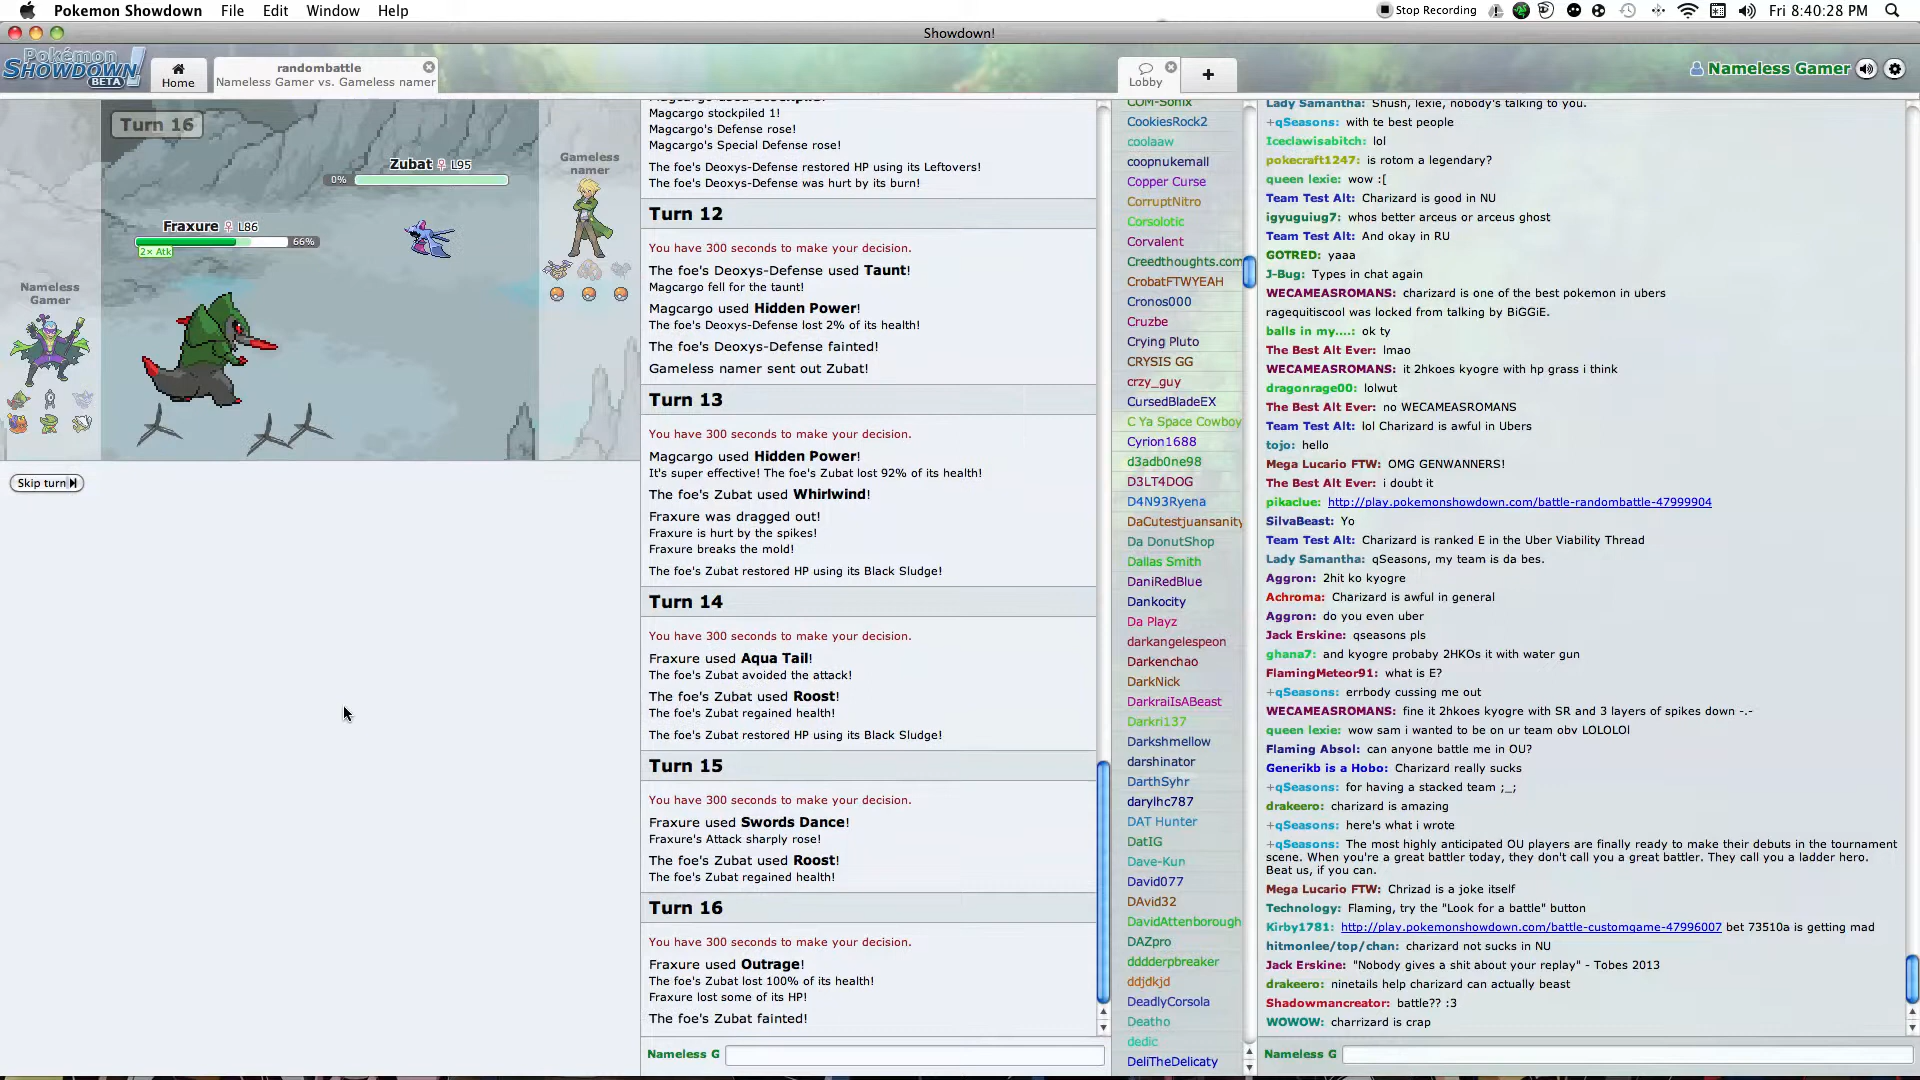 Pokemon Showdown File Edit Window Help
Stop Recording
Fri 8:40:28 PM
Showdown!
Pokémon
SHOWDOWN!
BETA
Home
randombattle
Nameless Gamer vs. Gameless namer
Lobby
+
Nameless Gamer
Turn 16
Zubat ♀ L95
0%
Fraxure ♀ L86
66%
2× Atk
Gameless
namer
Nameless
Gamer
Skip turn
Magcargo used Stockpile!
Magcargo stockpiled 1!
Magcargo's Defense rose!
Magcargo's Special Defense rose!
The foe's Deoxys-Defense restored HP using its Leftovers!
The foe's Deoxys-Defense was hurt by its burn!
Turn 12
You have 300 seconds to make your decision.
The foe's Deoxys-Defense used Taunt!
Magcargo fell for the taunt!
Magcargo used Hidden Power!
The foe's Deoxys-Defense lost 2% of its health!
The foe's Deoxys-Defense fainted!
Gameless namer sent out Zubat!
Turn 13
You have 300 seconds to make your decision.
Magcargo used Hidden Power!
It's super effective! The foe's Zubat lost 92% of its health!
The foe's Zubat used Whirlwind!
Fraxure was dragged out!
Fraxure is hurt by the spikes!
Fraxure breaks the mold!
The foe's Zubat restored HP using its Black Sludge!
Turn 14
You have 300 seconds to make your decision.
Fraxure used Aqua Tail!
The foe's Zubat avoided the attack!
The foe's Zubat used Roost!
The foe's Zubat regained health!
The foe's Zubat restored HP using its Black Sludge!
Turn 15
You have 300 seconds to make your decision.
Fraxure used Swords Dance!
Fraxure's Attack sharply rose!
The foe's Zubat used Roost!
The foe's Zubat regained health!
Turn 16
You have 300 seconds to make your decision.
Fraxure used Outrage!
The foe's Zubat lost 100% of its health!
Fraxure lost some of its HP!
The foe's Zubat fainted!
Nameless G
COM-Sonix
CookiesRock2
coolaaw
coopnukemall
Copper Curse
CorruptNitro
Corsolotic
Corvalent
Creedthoughts.com
CrobatFTWYEAH
Cronos000
Cruzbe
Crying Pluto
CRYSIS GG
crzy_guy
CursedBladeEX
C Ya Space Cowboy
Cyrion1688
d3adb0ne98
D3LT4DOG
D4N93Ryena
DaCutestjuansanity
Da DonutShop
Dallas Smith
DaniRedBlue
Dankocity
Da Playz
darkangelespeon
Darkenchao
DarkNick
DarkraiIsABeast
Darkri137
Darkshmellow
darshinator
DarthSyhr
darylhc787
DAT Hunter
DatIG
Dave-Kun
David077
DAvid32
DavidAttenborough
DAZpro
dddderpbreaker
ddjdkjd
DeadlyCorsola
Deatho
dedic
DeliTheDelicaty
Lady Samantha: Shush, lexie, nobody's talking to you.
+qSeasons: with te best people
Iceclawisabitch: lol
pokecraft1247: is rotom a legendary?
queen lexie: wow :[
Team Test Alt: Charizard is good in NU
igyuguiug7: whos better arceus or arceus ghost
Team Test Alt: And okay in RU
GOTRED: yaaa
J-Bug: Types in chat again
WECAMEASROMANS: charizard is one of the best pokemon in ubers
ragequitiscool was locked from talking by BiGGiE.
balls in my....: ok ty
The Best Alt Ever: lmao
WECAMEASROMANS: it 2hkoes kyogre with hp grass i think
dragonrage00: lolwut
The Best Alt Ever: no WECAMEASROMANS
Team Test Alt: lol Charizard is awful in Ubers
tojo: hello
Mega Lucario FTW: OMG GENWANNERS!
The Best Alt Ever: i doubt it
pikaclue: http://play.pokemonshowdown.com/battle-randombattle-47999904
SilvaBeast: Yo
Team Test Alt: Charizard is ranked E in the Uber Viability Thread
Lady Samantha: qSeasons, my team is da bes.
Aggron: 2hit ko kyogre
Achroma: Charizard is awful in general
Aggron: do you even uber
Jack Erskine: qseasons pls
ghana7: and kyogre probaby 2HKOs it with water gun
FlamingMeteor91: what is E?
+qSeasons: errbody cussing me out
WECAMEASROMANS: fine it 2hkoes kyogre with SR and 3 layers of spikes down -.-
queen lexie: wow sam i wanted to be on ur team obv LOLOLOl
Flaming Absol: can anyone battle me in OU?
Generikb is a Hobo: Charizard really sucks
+qSeasons: for having a stacked team ;_;
drakeero: charizard is amazing
+qSeasons: here's what i wrote
+qSeasons: The most highly anticipated OU players are finally ready to make their debuts in the tournament
scene. When you're a great battler today, they don't call you a great battler. They call you a ladder hero.
Beat us, if you can.
Mega Lucario FTW: Chrizad is a joke itself
Technology: Flaming, try the "Look for a battle" button
Kirby1781: http://play.pokemonshowdown.com/battle-customgame-47996007 bet 73510a is getting mad
hitmonlee/top/chan: charizard not sucks in NU
Jack Erskine: "Nobody gives a shit about your replay" - Tobes 2013
drakeero: ninetails help charizard can actually beast
Shadowmancreator: battle?? :3
WOWOW: charrizard is crap
Nameless G